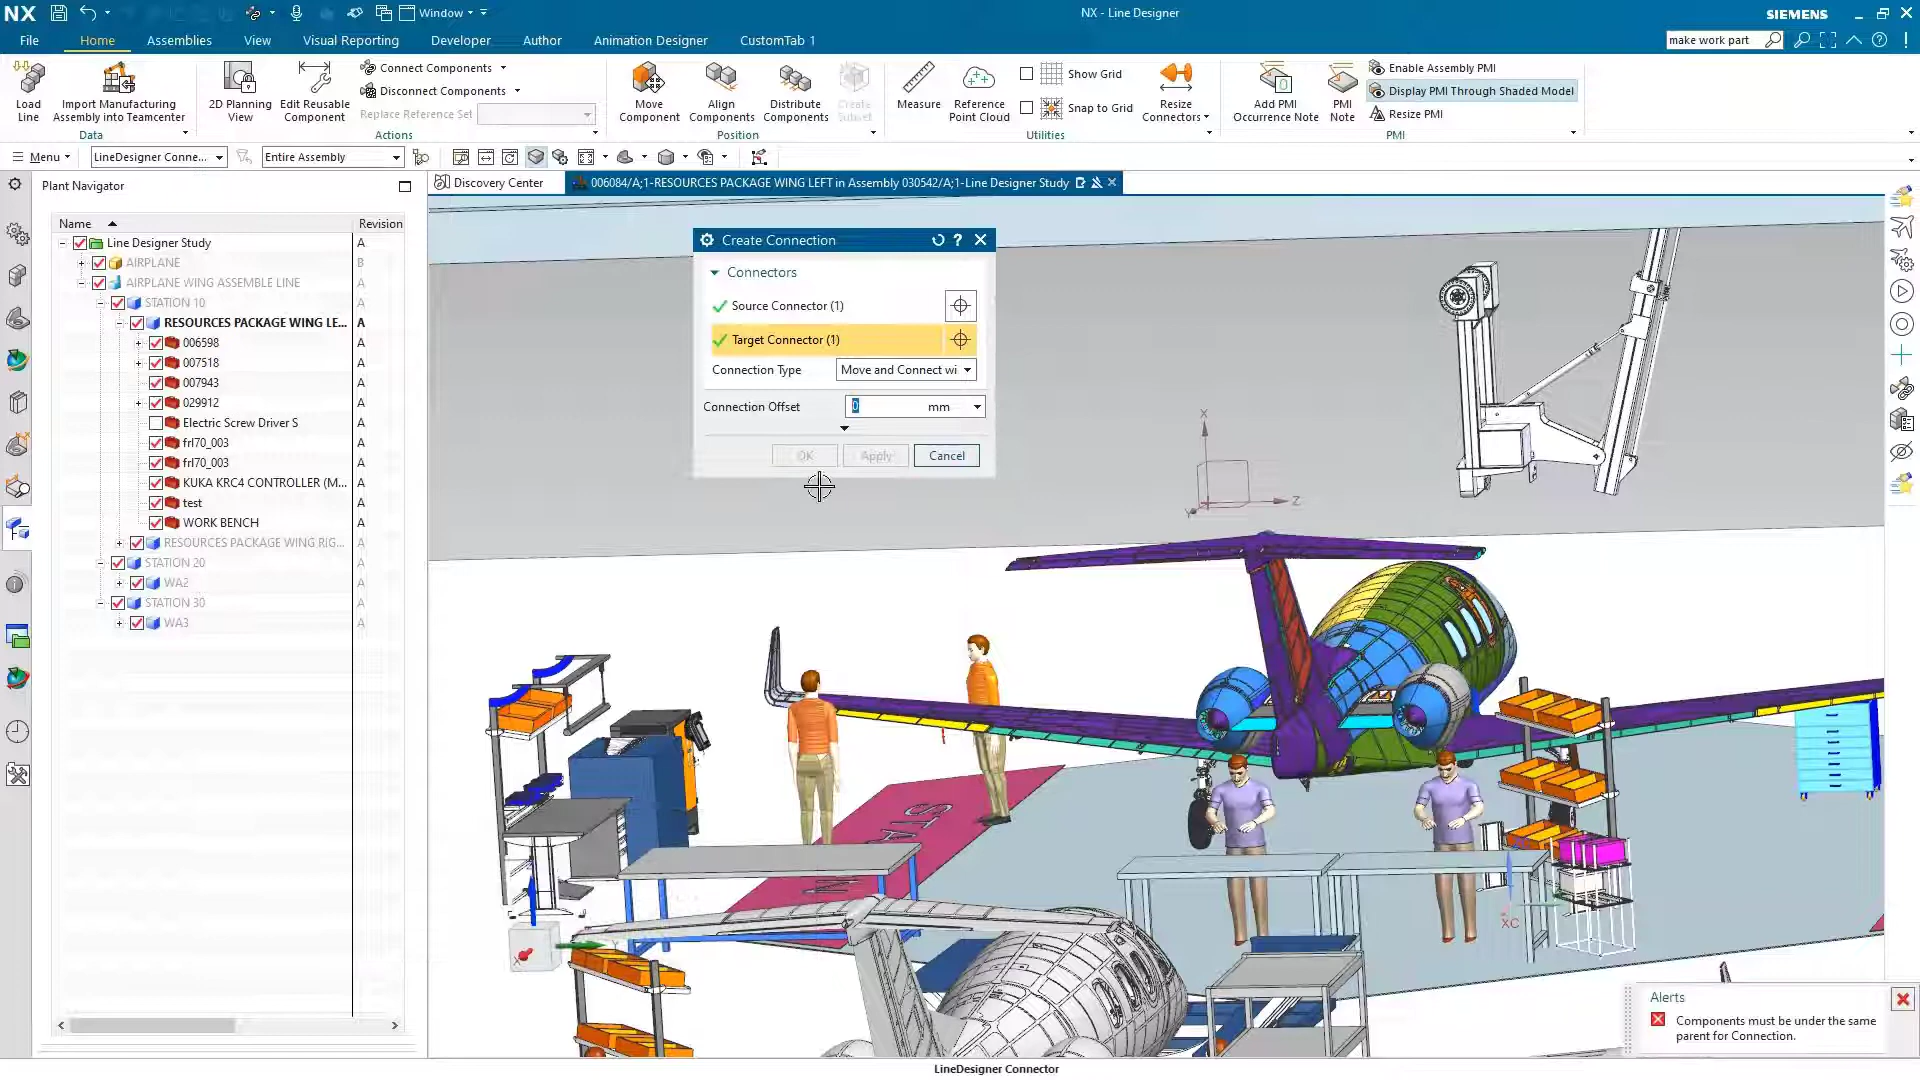 NX
Window
NX - Line Designer
SIEMENS
File
Home
Assemblies
View
Visual Reporting
Developer
Author
Animation Designer
CustomTab 1
make work part
Load
Line
Import Manufacturing
Assembly into Teamcenter
Data
2D Planning
View
Edit Reusable
Component
Connect Components
Disconnect Components
Replace Reference Set
Actions
Move
Component
Align
Components
Distribute
Components
Create
Subset
Position
Measure
Reference
Point Cloud
Show Grid
Snap to Grid
Resize
Connectors
Utilities
Add PMI
Occurrence Note
PMI
Note
Enable Assembly PMI
Display PMI Through Shaded Model
Resize PMI
PMI
Menu
LineDesigner Conne...
Entire Assembly
Plant Navigator
Discovery Center
006084/A;1-RESOURCES PACKAGE WING LEFT in Assembly 030542/A;1-Line Designer Study
Name
Revision
Line Designer Study A
AIRPLANE B
AIRPLANE WING ASSEMBLE LINE A
STATION 10 A
RESOURCES PACKAGE WING LE... A
006598 A
007518 A
007943 A
029912 A
Electric Screw Driver S A
frl70_003 A
frl70_003 A
KUKA KRC4 CONTROLLER (M... A
test A
WORK BENCH A
RESOURCES PACKAGE WING RIG... A
STATION 20 A
WA2 A
STATION 30 A
WA3 A
Create Connection
Connectors
Source Connector (1)
Target Connector (1)
Connection Type
Move and Connect wi
Connection Offset
0 mm
OK
Apply
Cancel
X
Z
Y
XC
X
Alerts
Components must be under the same
parent for Connection.
LineDesigner Connector